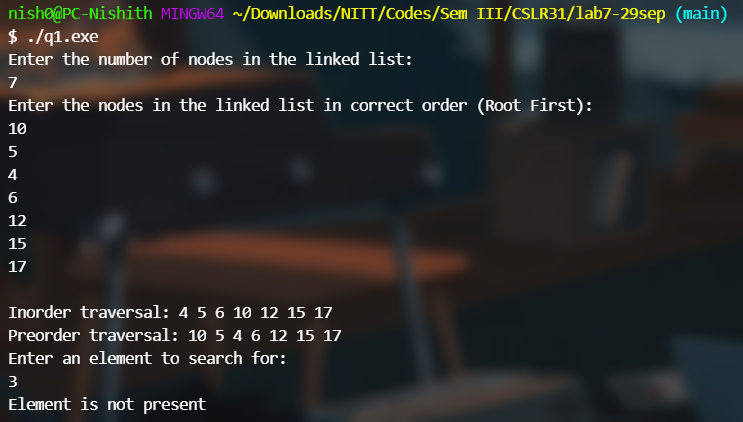 nish0@PC-Nishith MINGW64 ~/Downloads/NITT/Codes/Sem III/CSLR31/lab7-29sep (main)
$ ./q1.exe
Enter the number of nodes in the linked list:
7
Enter the nodes in the linked list in correct order (Root First):
10
5
4
6
12
15
17
Inorder traversal: 4 5 6 10 12 15 17
Preorder traversal: 10 5 4 6 12 15 17
Enter an element to search for:
3
Element is not present